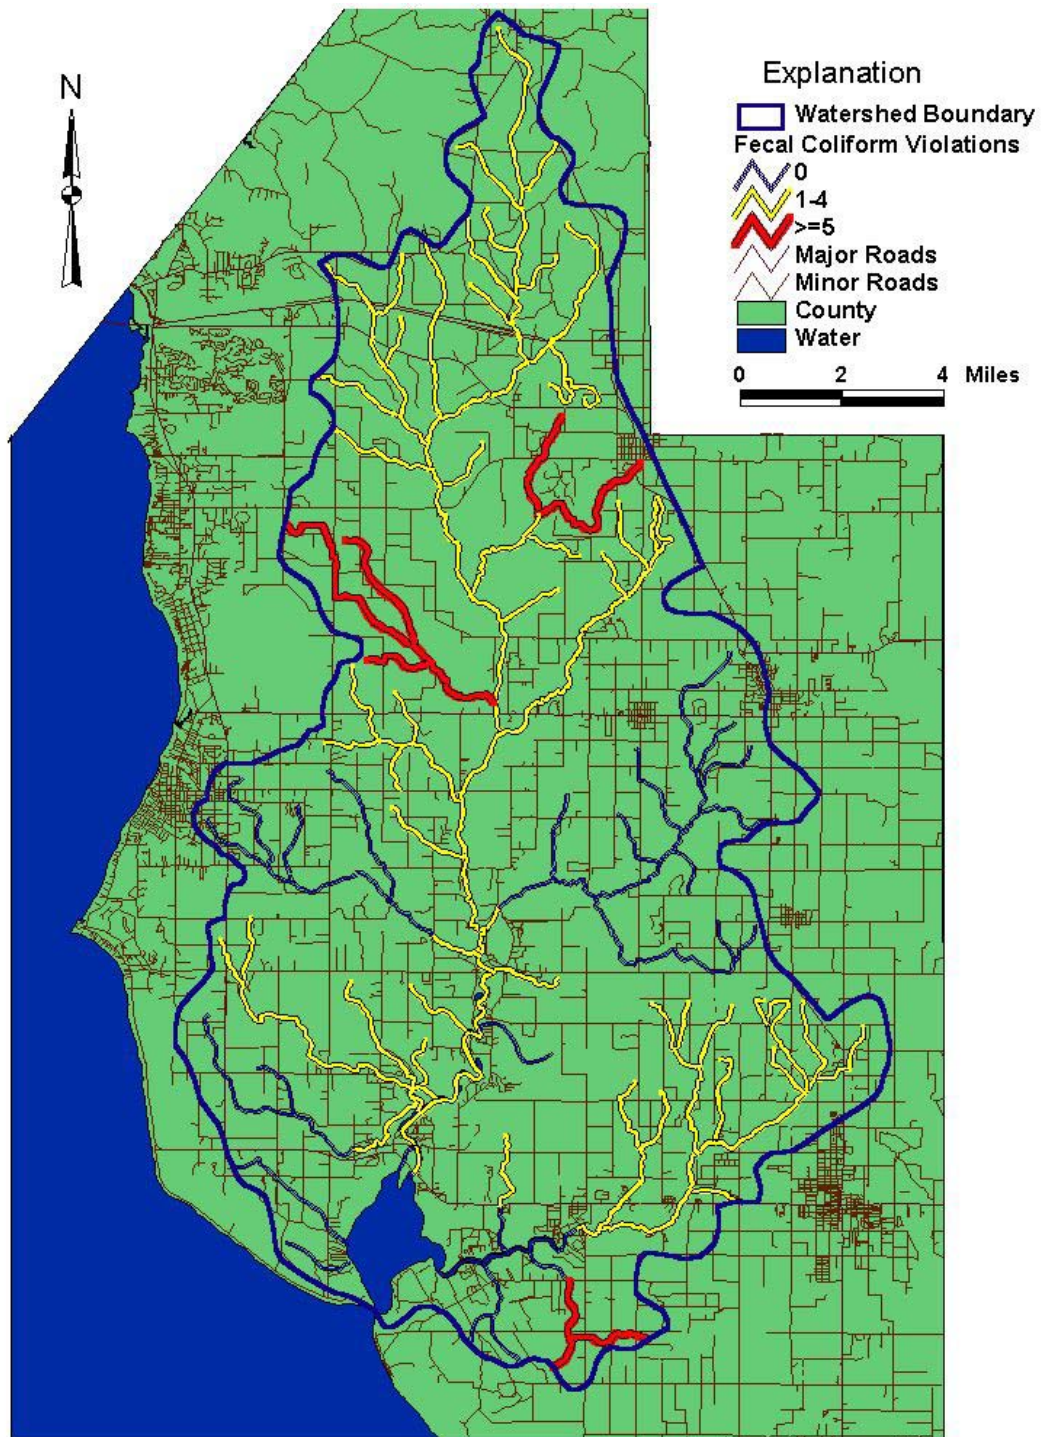 N
Explanation
Watershed Boundary
Fecal Coliform Violations
0
1-4
>=5
Major Roads
Minor Roads
County
Water
0 2 4 Miles